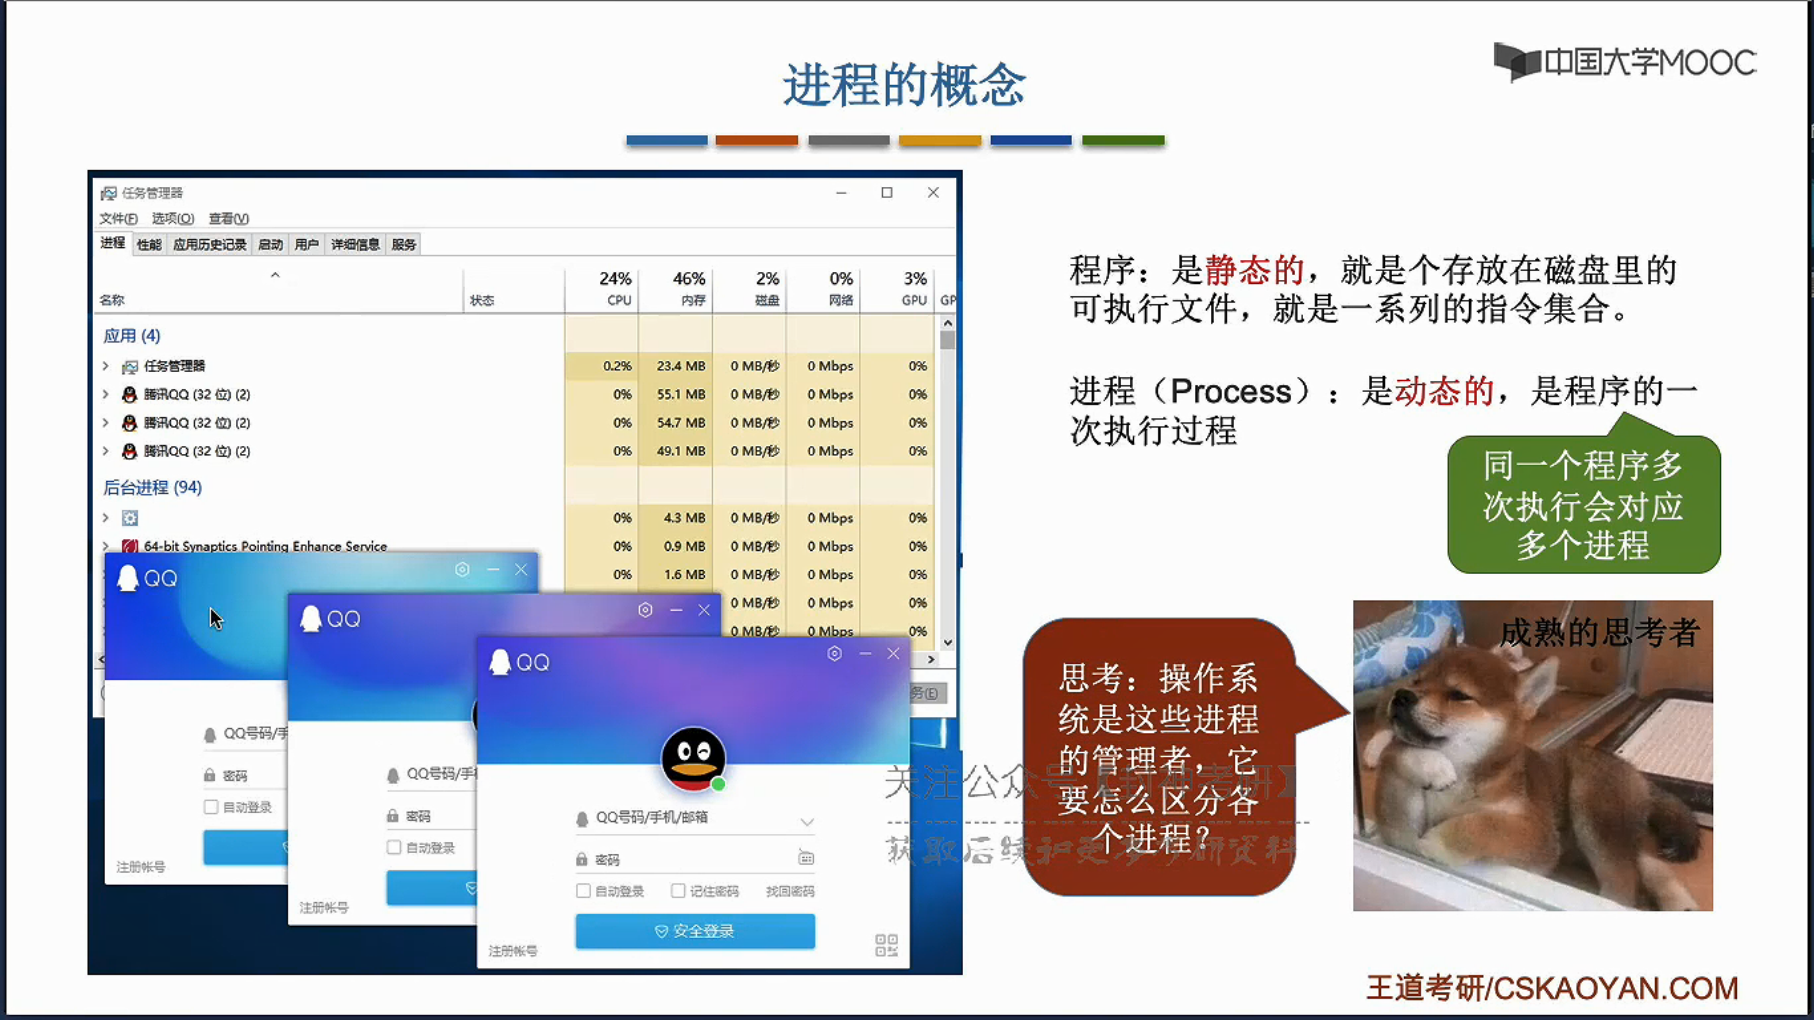 中国大学MOOC
进程的概念
任务管理器
文件(F) 选项(O) 查看(V)
进程 性能 应用历史记录 启动 用户 详细信息 服务
24% 46% 2% 0% 3%
名称 状态 CPU 内存 磁盘 网络 GPU GP
应用 (4)
任务管理器 0.2% 23.4 MB 0 MB/秒 0 Mbps 0%
腾讯QQ (32 位) (2) 0% 55.1 MB 0 MB/秒 0 Mbps 0%
腾讯QQ (32 位) (2) 0% 54.7 MB 0 MB/秒 0 Mbps 0%
腾讯QQ (32 位) (2) 0% 49.1 MB 0 MB/秒 0 Mbps 0%
后台进程 (94)
0% 4.3 MB 0 MB/秒 0 Mbps 0%
64-bit Synaptics Pointing Enhance Service 0% 0.9 MB 0 MB/秒 0 Mbps 0%
0% 1.6 MB 0 MB/秒 0 Mbps 0%
0 MB/秒 0 Mbps 0%
0 MB/秒 0 Mbps 0%
务(E)
QQ
QQ号码/手
密码
自动登录
注册帐号
QQ
QQ号码/手机
密码
自动登录
注册帐号
QQ
QQ号码/手机/邮箱
密码
自动登录 记住密码 找回密码
安全登录
注册帐号
程序：是静态的，就是个存放在磁盘里的
可执行文件，就是一系列的指令集合。
进程（Process）：是动态的，是程序的一
次执行过程
同一个程序多
次执行会对应
多个进程
思考：操作系
统是这些进程
的管理者，它
要怎么区分各
个进程？
成熟的思考者
关注公众号【封神考研】
获取后续和更多考研资料
王道考研/CSKAOYAN.COM